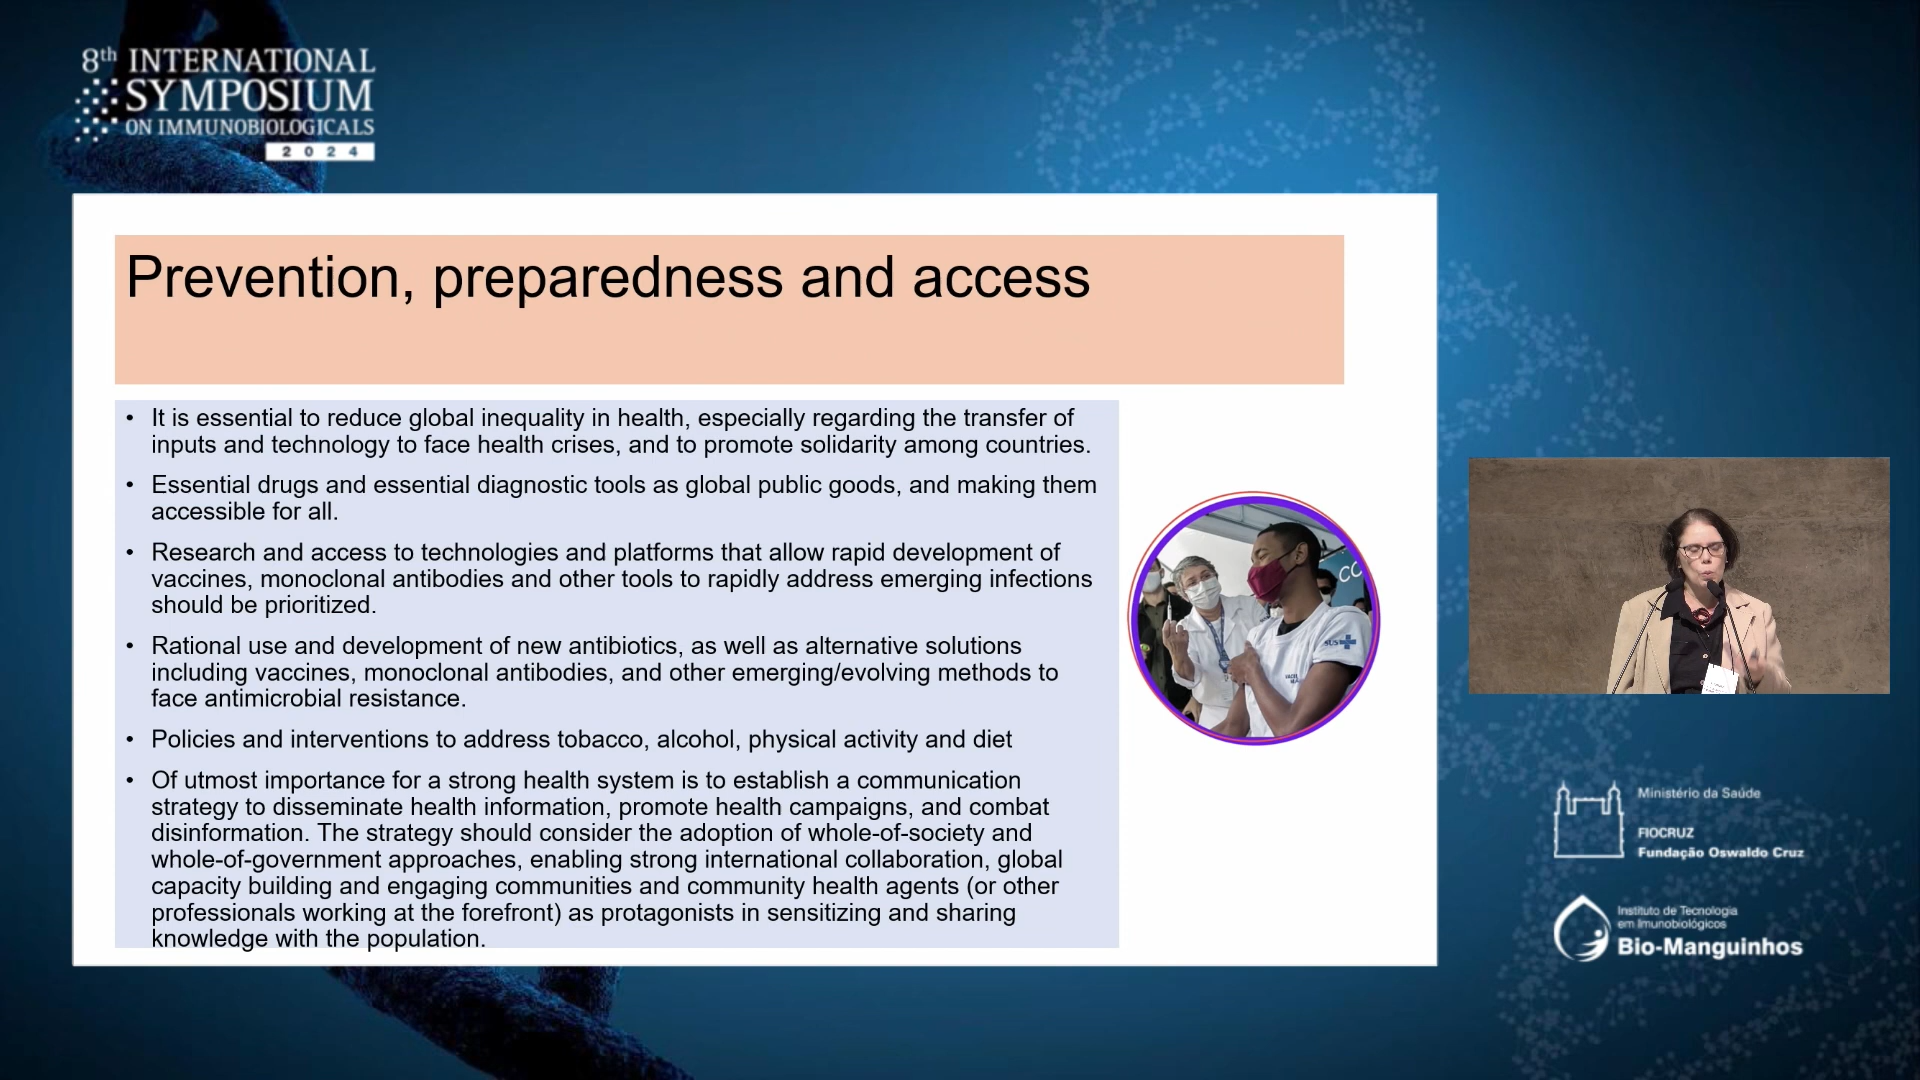 8th INTERNATIONAL
SYMPOSIUM
ON IMMUNOBIOLOGICALS
2024
Prevention, preparedness and access
• It is essential to reduce global inequality in health, especially regarding the transfer of
inputs and technology to face health crises, and to promote solidarity among countries.
• Essential drugs and essential diagnostic tools as global public goods, and making them
accessible for all.
• Research and access to technologies and platforms that allow rapid development of
vaccines, monoclonal antibodies and other tools to rapidly address emerging infections
should be prioritized.
• Rational use and development of new antibiotics, as well as alternative solutions
including vaccines, monoclonal antibodies, and other emerging/evolving methods to
face antimicrobial resistance.
• Policies and interventions to address tobacco, alcohol, physical activity and diet
• Of utmost importance for a strong health system is to establish a communication
strategy to disseminate health information, promote health campaigns, and combat
disinformation. The strategy should consider the adoption of whole-of-society and
whole-of-government approaches, enabling strong international collaboration, global
capacity building and engaging communities and community health agents (or other
professionals working at the forefront) as protagonists in sensitizing and sharing
knowledge with the population.
SUS
Ministério da Saúde
FIOCRUZ
Fundação Oswaldo Cruz
Instituto de Tecnologia
em Imunobiológicos
Bio-Manguinhos